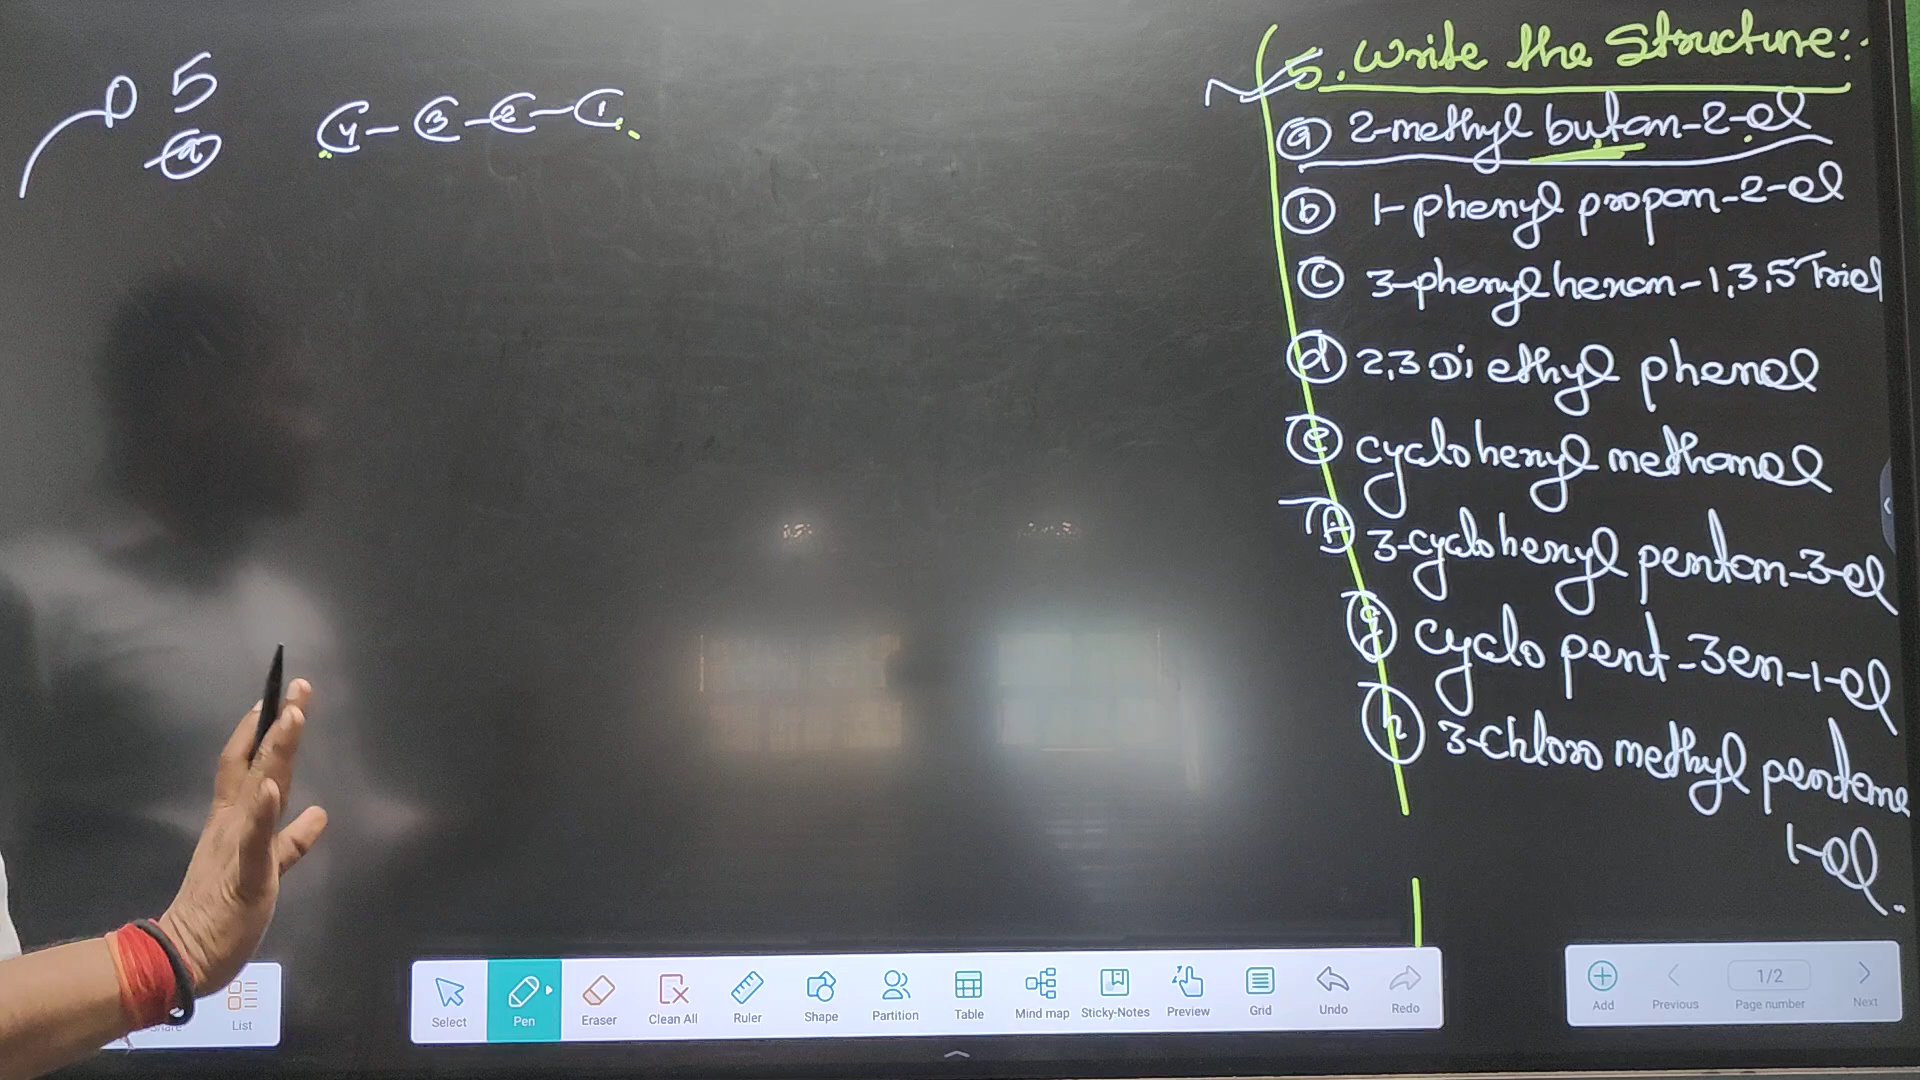 5
a
C4-C3-C2-C1
5. Write the Structure:
a 2-methyl butan-2-ol
b 1-phenyl propan-2-ol
c 3-phenyl hexan-1,3,5 Triol
d 2,3 Di ethyl phenol
e cyclohexyl methanol
f 3-cyclohexyl pentan-3-ol
g cyclo pent-3en-1-ol
h 3-Chloro methyl pentane
1-ol
Share
List
Select
Pen
Eraser
Clean All
Ruler
Shape
Partition
Table
Mind map
Sticky-Notes
Preview
Grid
Undo
Redo
Add
Previous
1/2
Page number
Next